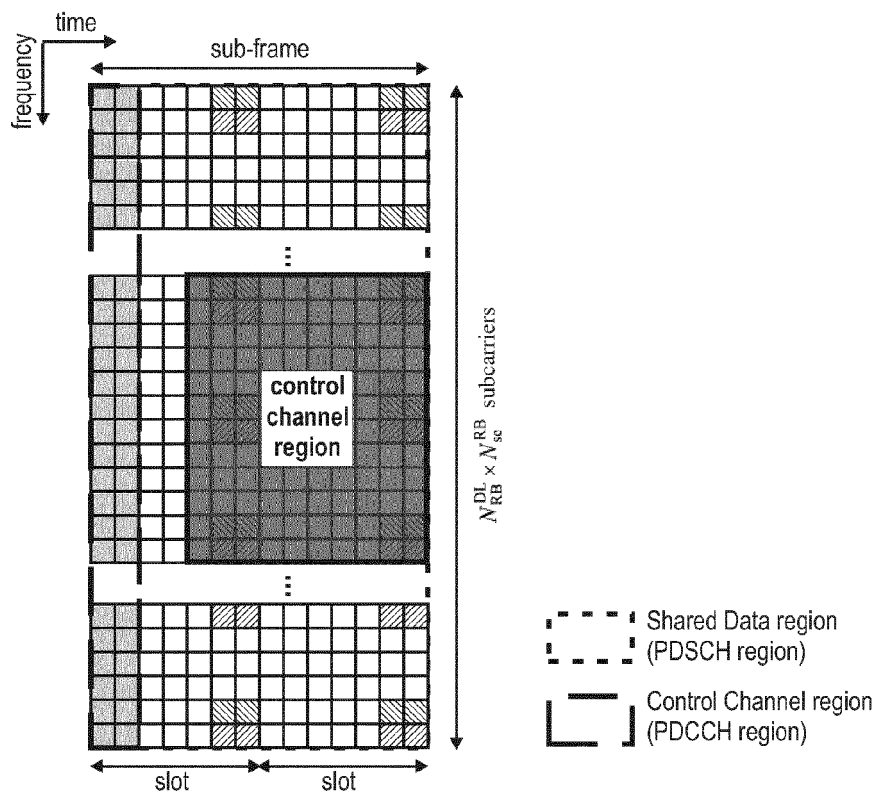 time
sub-frame
frequency
control
channel
region
N_RB^DL × N_sc^RB subcarriers
Shared Data region
(PDSCH region)
Control Channel region
(PDCCH region)
slot slot